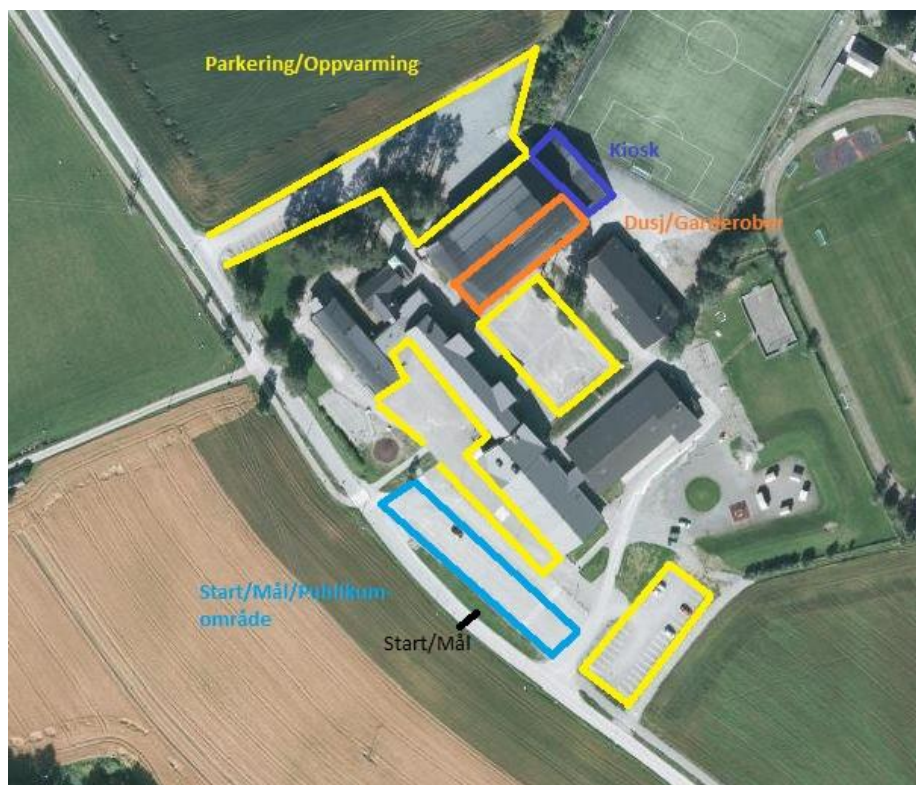 Parkering/Oppvarming
Kiosk
Dusj/Garderober
Start/Mål/Publikum-
område
Start/Mål